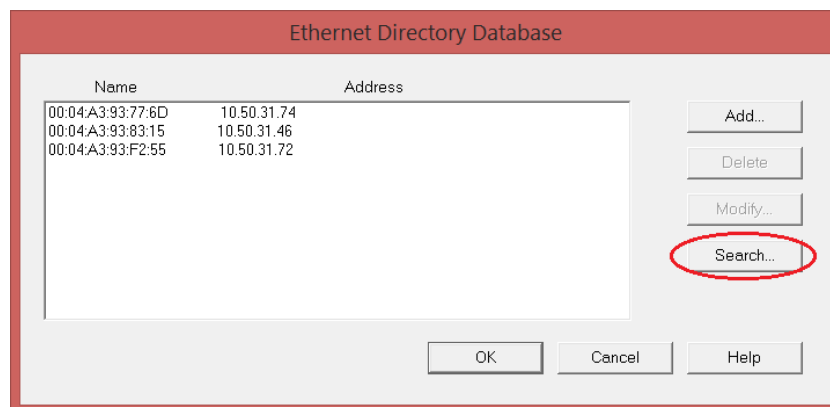 Ethernet Directory Database
Name Address
00:04:A3:93:77:6D 10.50.31.74
00:04:A3:93:83:15 10.50.31.46
00:04:A3:93:F2:55 10.50.31.72
Add...
Delete
Modify...
Search...
OK Cancel Help